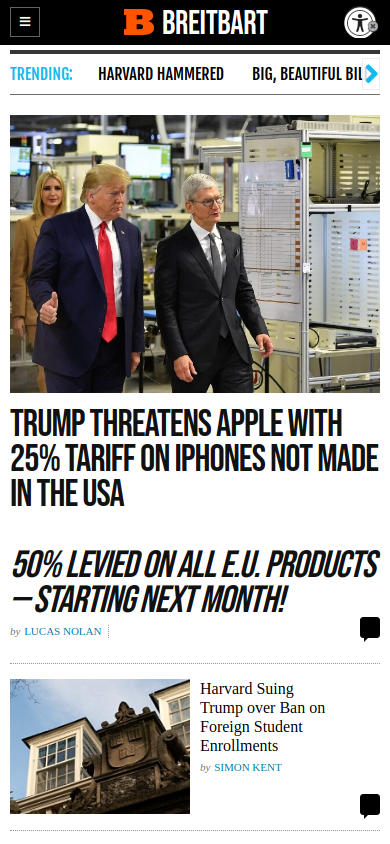 BREITBART
TRENDING: HARVARD HAMMERED BIG, BEAUTIFUL BIL
TRUMP THREATENS APPLE WITH
25% TARIFF ON IPHONES NOT MADE
IN THE USA
50% LEVIED ON ALL E.U. PRODUCTS
— STARTING NEXT MONTH!
by LUCAS NOLAN
Harvard Suing
Trump over Ban on
Foreign Student
Enrollments
by SIMON KENT